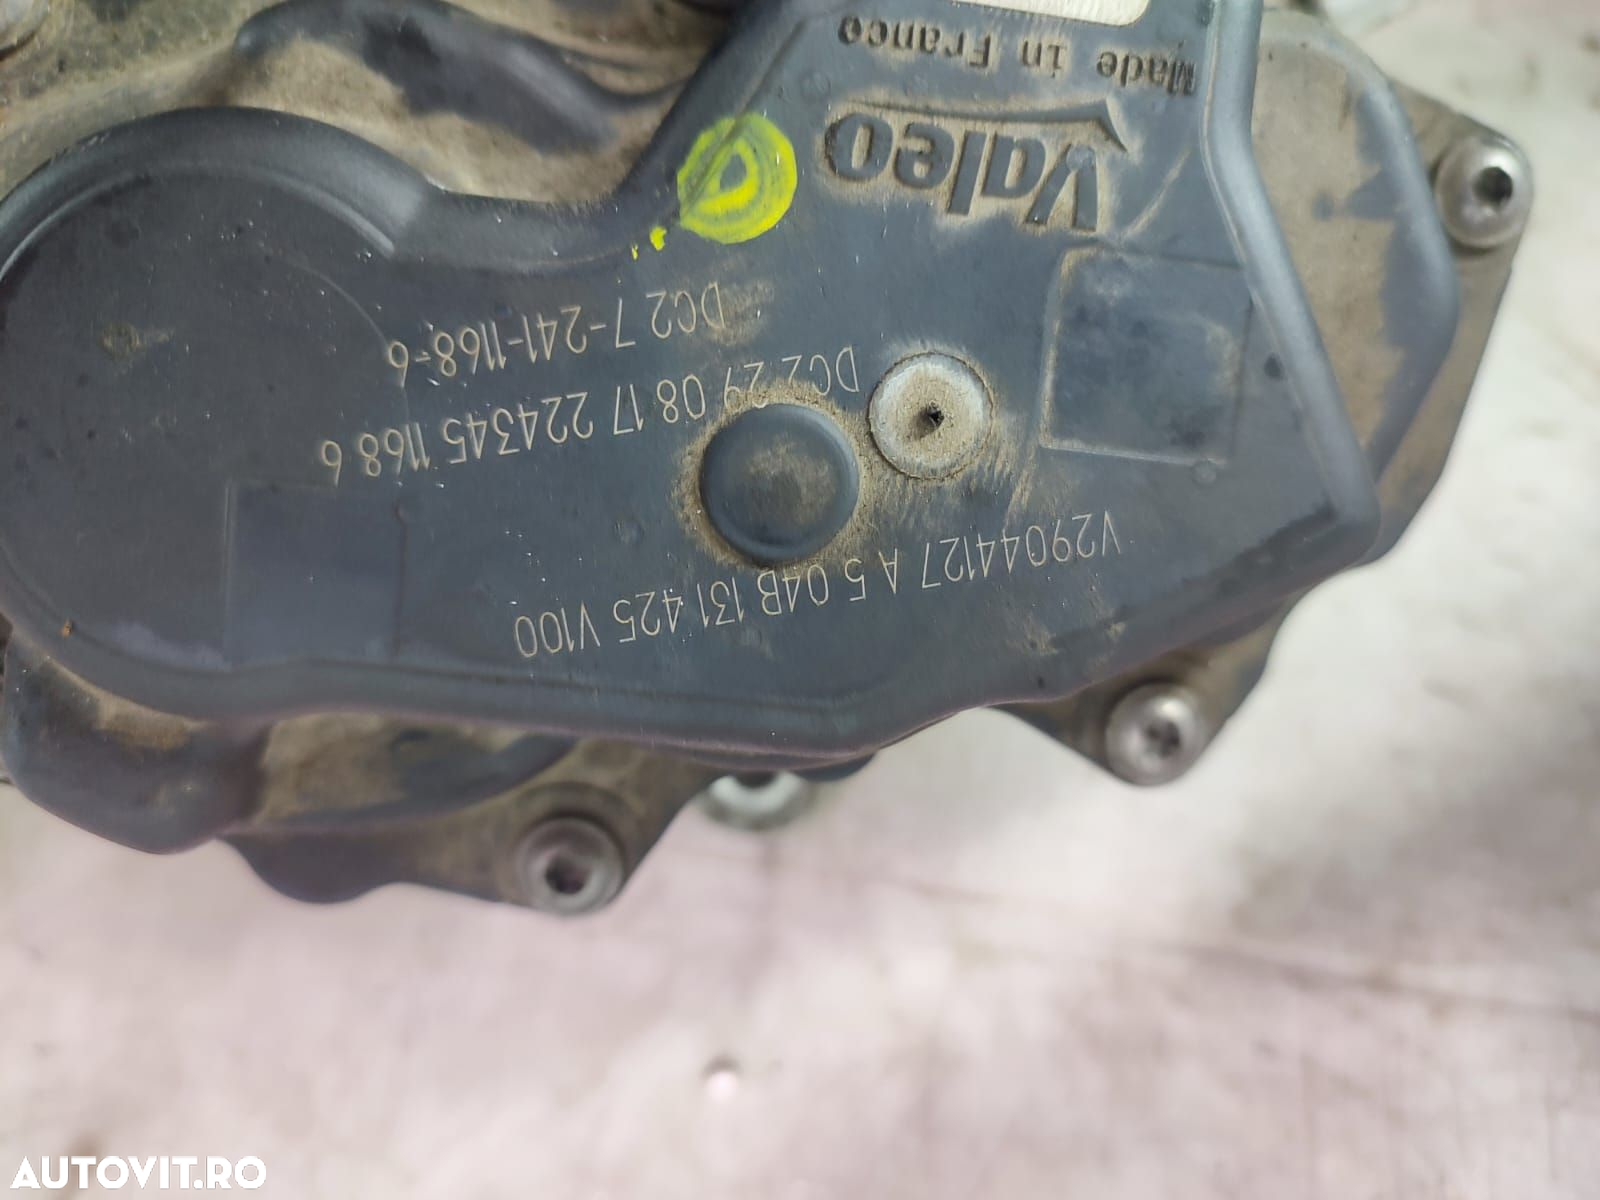 V29044127 A 5 04B 131 425 V100
DC2 29 08 17 224345 1168 6
DC2 7-241-1168-6
Valeo
Made in France
AUTOVIT.RO